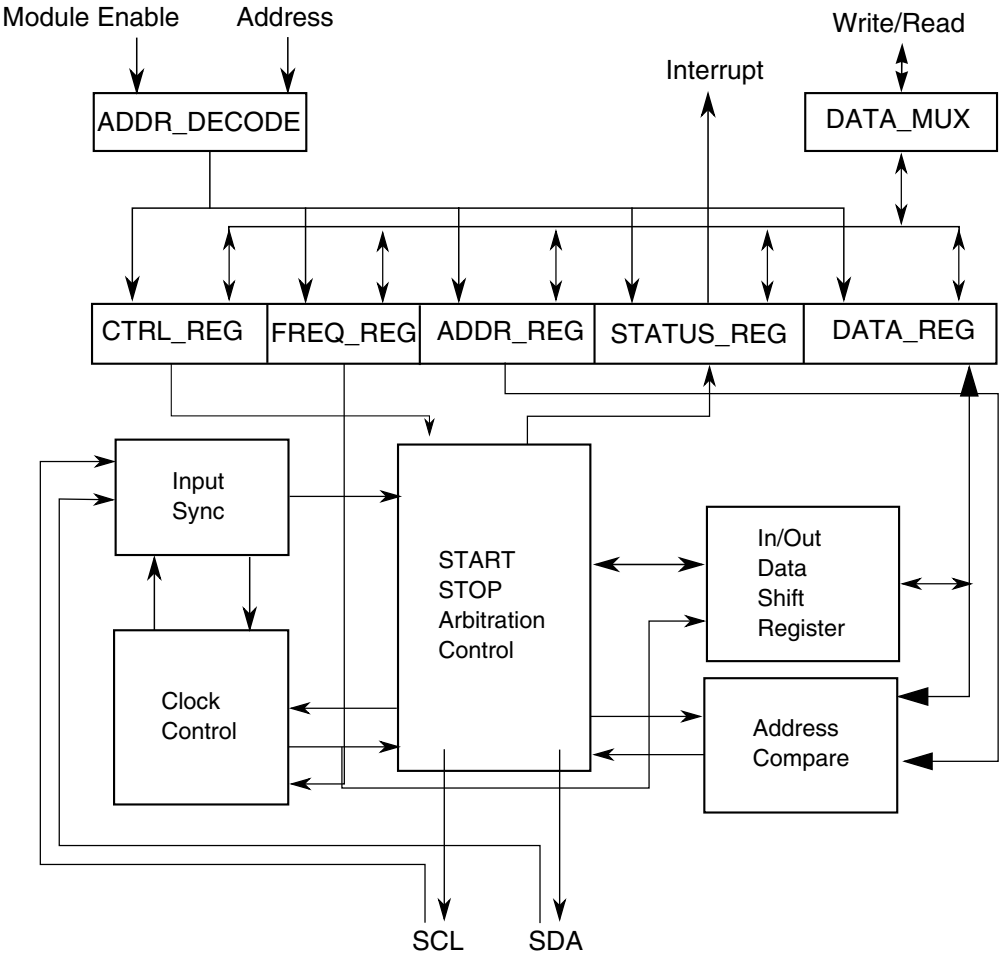 Module Enable
Address
Write/Read
Interrupt
ADDR_DECODE
DATA_MUX
CTRL_REG
FREQ_REG
ADDR_REG
STATUS_REG
DATA_REG
Input
Sync
START
STOP
Arbitration
Control
In/Out
Data
Shift
Register
Clock
Control
Address
Compare
SCL
SDA